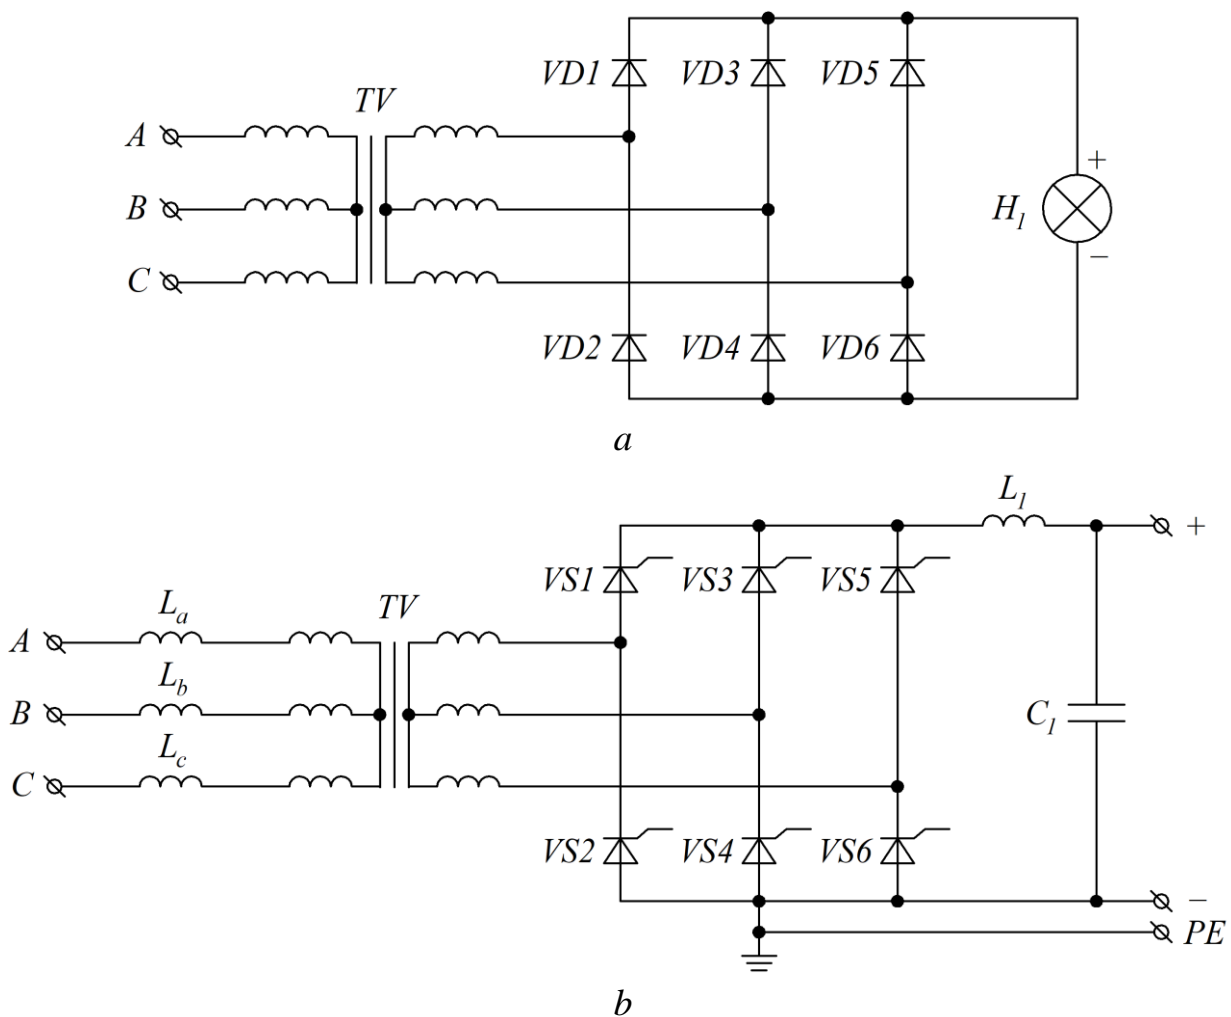 VD1 VD3 VD5
TV
A
B
C
+
H1
−
VD2 VD4 VD6
a
L1
+
VS1 VS3 VS5
La TV
A
Lb
B
C1
Lc
C
VS2 VS4 VS6
−
PE
b